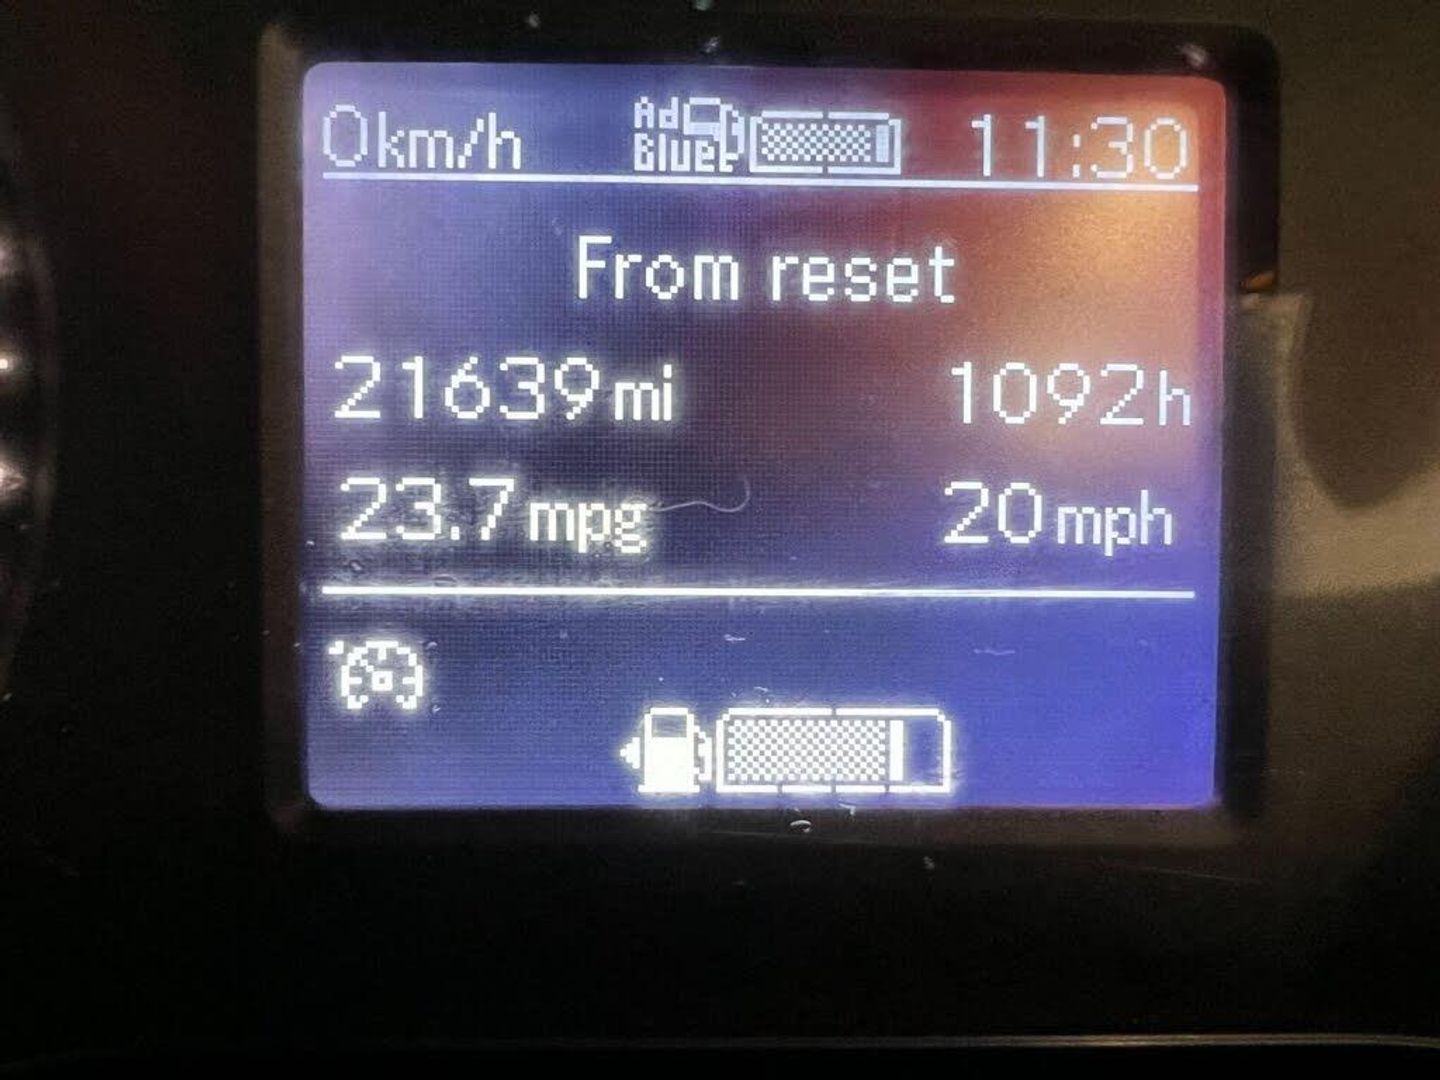 0km/h Ad Blue 11:30
From reset
21639mi 1092h
23.7mpg 20mph